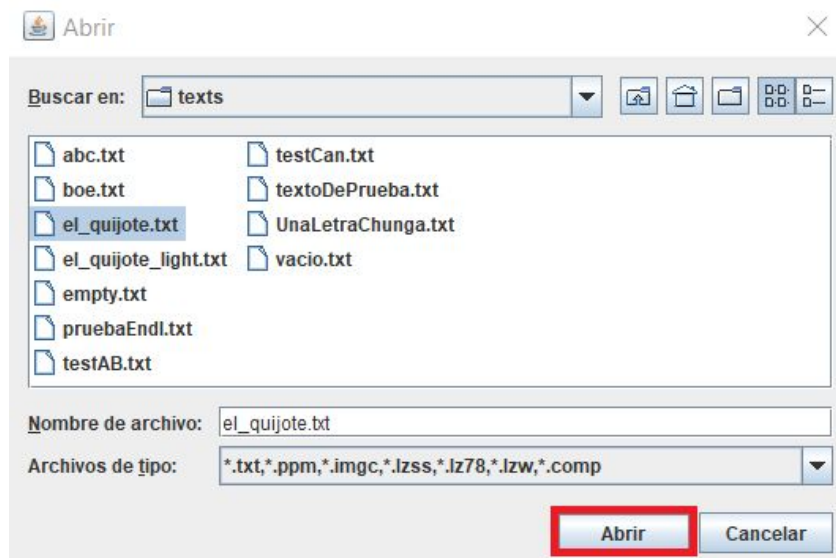 Abrir
Buscar en: texts
abc.txt
boe.txt
el_quijote.txt
el_quijote_light.txt
empty.txt
pruebaEndl.txt
testAB.txt
testCan.txt
textoDePrueba.txt
UnaLetraChunga.txt
vacio.txt
Nombre de archivo: el_quijote.txt
Archivos de tipo: *.txt,*.ppm,*.imgc,*.lzss,*.lz78,*.lzw,*.comp
Abrir Cancelar